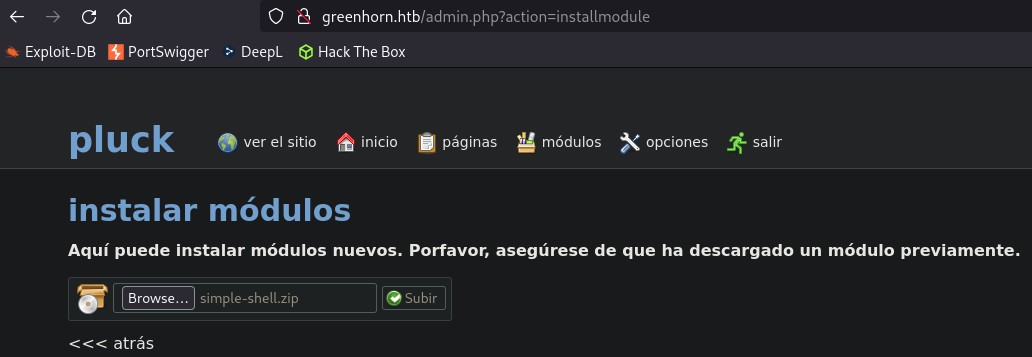 greenhorn.htb/admin.php?action=installmodule
Exploit-DB PortSwigger DeepL Hack The Box
pluck ver el sitio inicio páginas módulos opciones salir
instalar módulos
Aquí puede instalar módulos nuevos. Porfavor, asegúrese de que ha descargado un módulo previamente.
Browse... simple-shell.zip Subir
<<< atrás